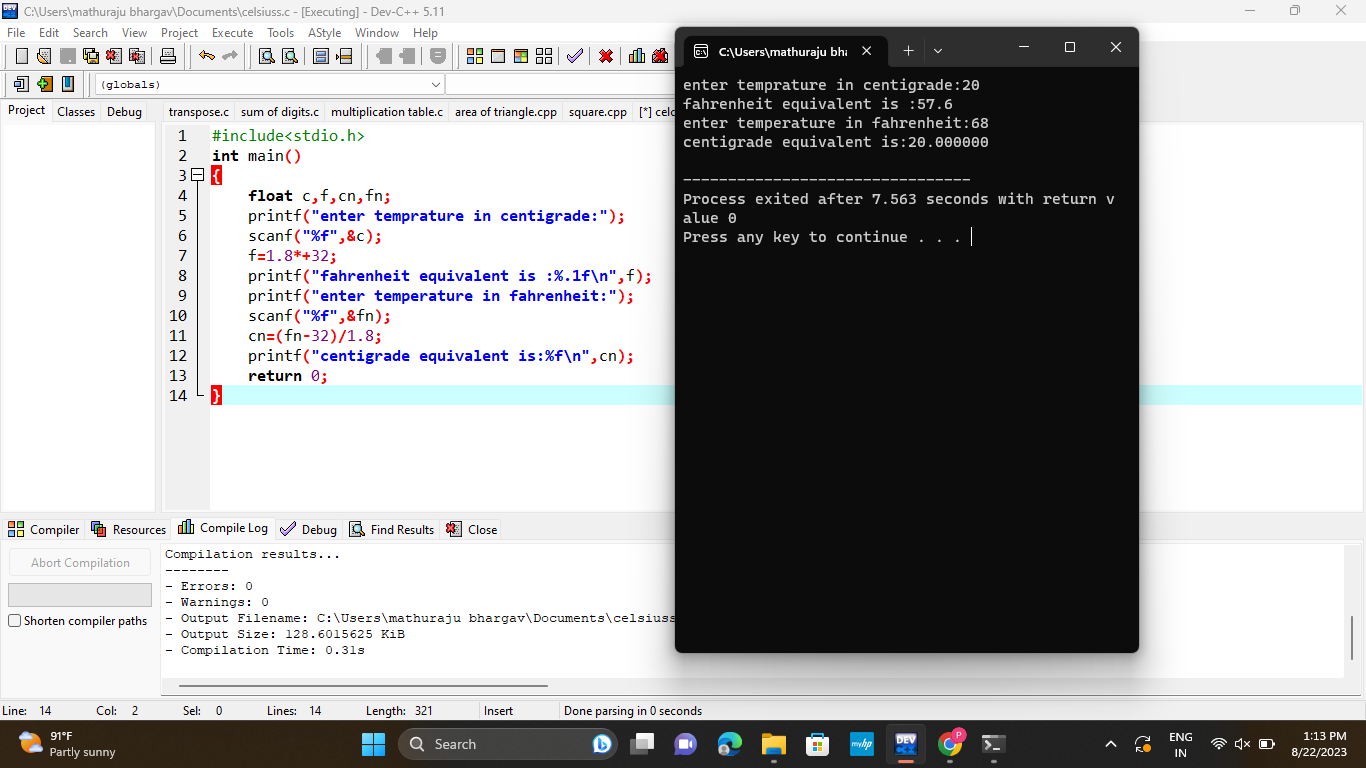 C:\Users\mathuraju bhargav\Documents\celsiuss.c - [Executing] - Dev-C++ 5.11
File Edit Search View Project Execute Tools AStyle Window Help
(globals)
Project Classes Debug
transpose.c sum of digits.c multiplication table.c area of triangle.cpp square.cpp [*] celc
1 #include<stdio.h>
2 int main()
3 {
4 float c,f,cn,fn;
5 printf("enter temprature in centigrade:");
6 scanf("%f",&c);
7 f=1.8*+32;
8 printf("fahrenheit equivalent is :%.1f\n",f);
9 printf("enter temperature in fahrenheit:");
10 scanf("%f",&fn);
11 cn=(fn-32)/1.8;
12 printf("centigrade equivalent is:%f\n",cn);
13 return 0;
14 }
C:\Users\mathuraju bha
enter temprature in centigrade:20
fahrenheit equivalent is :57.6
enter temperature in fahrenheit:68
centigrade equivalent is:20.000000
--------------------------------
Process exited after 7.563 seconds with return v
alue 0
Press any key to continue . . .
Compiler Resources Compile Log Debug Find Results Close
Abort Compilation
Shorten compiler paths
Compilation results...
--------
- Errors: 0
- Warnings: 0
- Output Filename: C:\Users\mathuraju bhargav\Documents\celsiuss
- Output Size: 128.6015625 KiB
- Compilation Time: 0.31s
Line: 14 Col: 2 Sel: 0 Lines: 14 Length: 321 Insert Done parsing in 0 seconds
91°F
Partly sunny
Search
myhp
DEV
P
ENG
IN
1:13 PM
8/22/2023